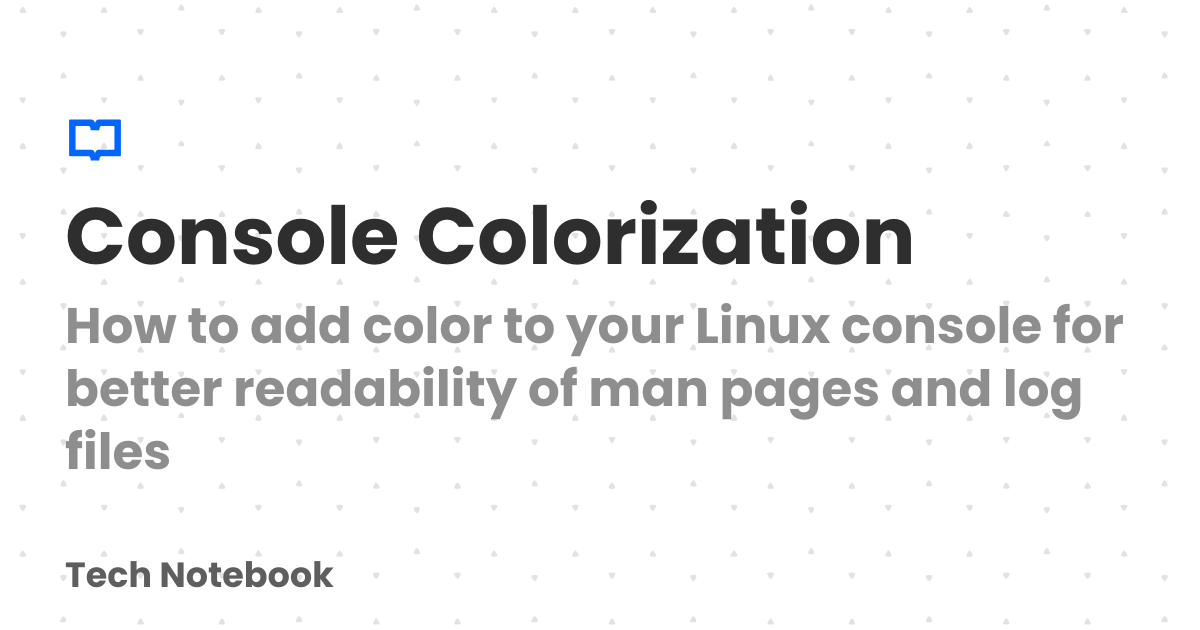 Console Colorization
How to add color to your Linux console for
better readability of man pages and log
files
Tech Notebook